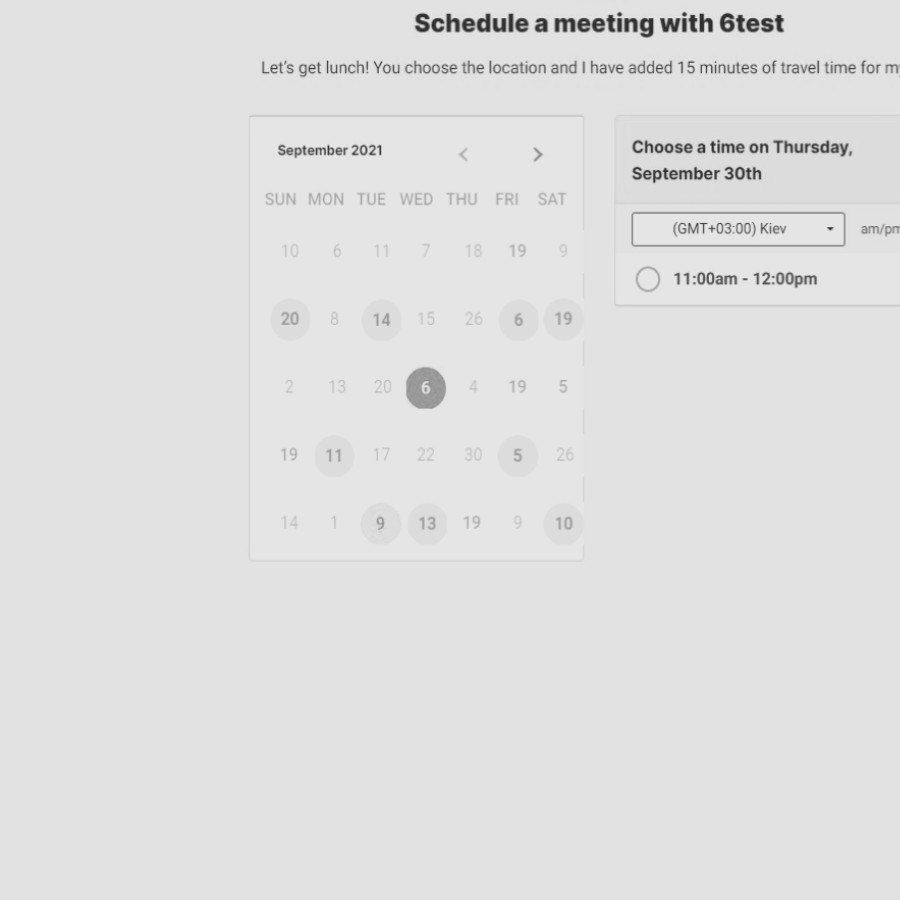 Schedule a meeting with 6test
Let's get lunch! You choose the location and I have added 15 minutes of travel time for
September 2021
SUN MON TUE WED THU FRI SAT
10 6 11 7 18 19 9
20 8 14 15 26 6 19
2 13 20 6 4 19 5
19 11 17 22 30 5 26
14 1 9 13 19 9 10
Choose a time on Thursday,
September 30th
(GMT+03:00) Kiev am/pm
11:00am - 12:00pm